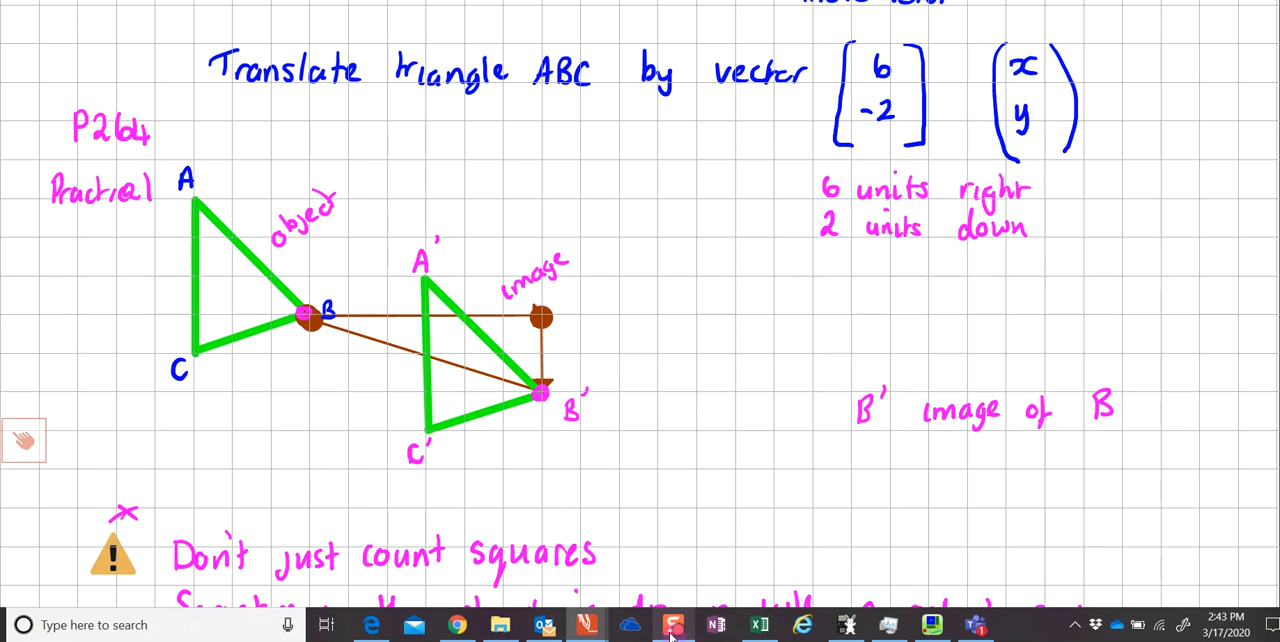 Translate triangle ABC by vector [6 -2] (x y)
P264
Practical
6 units right
2 units down
A
object
A'
image
B
C
B'
C'
B' image of B
Don't just count squares
Type here to search
2:43 PM
3/17/2020